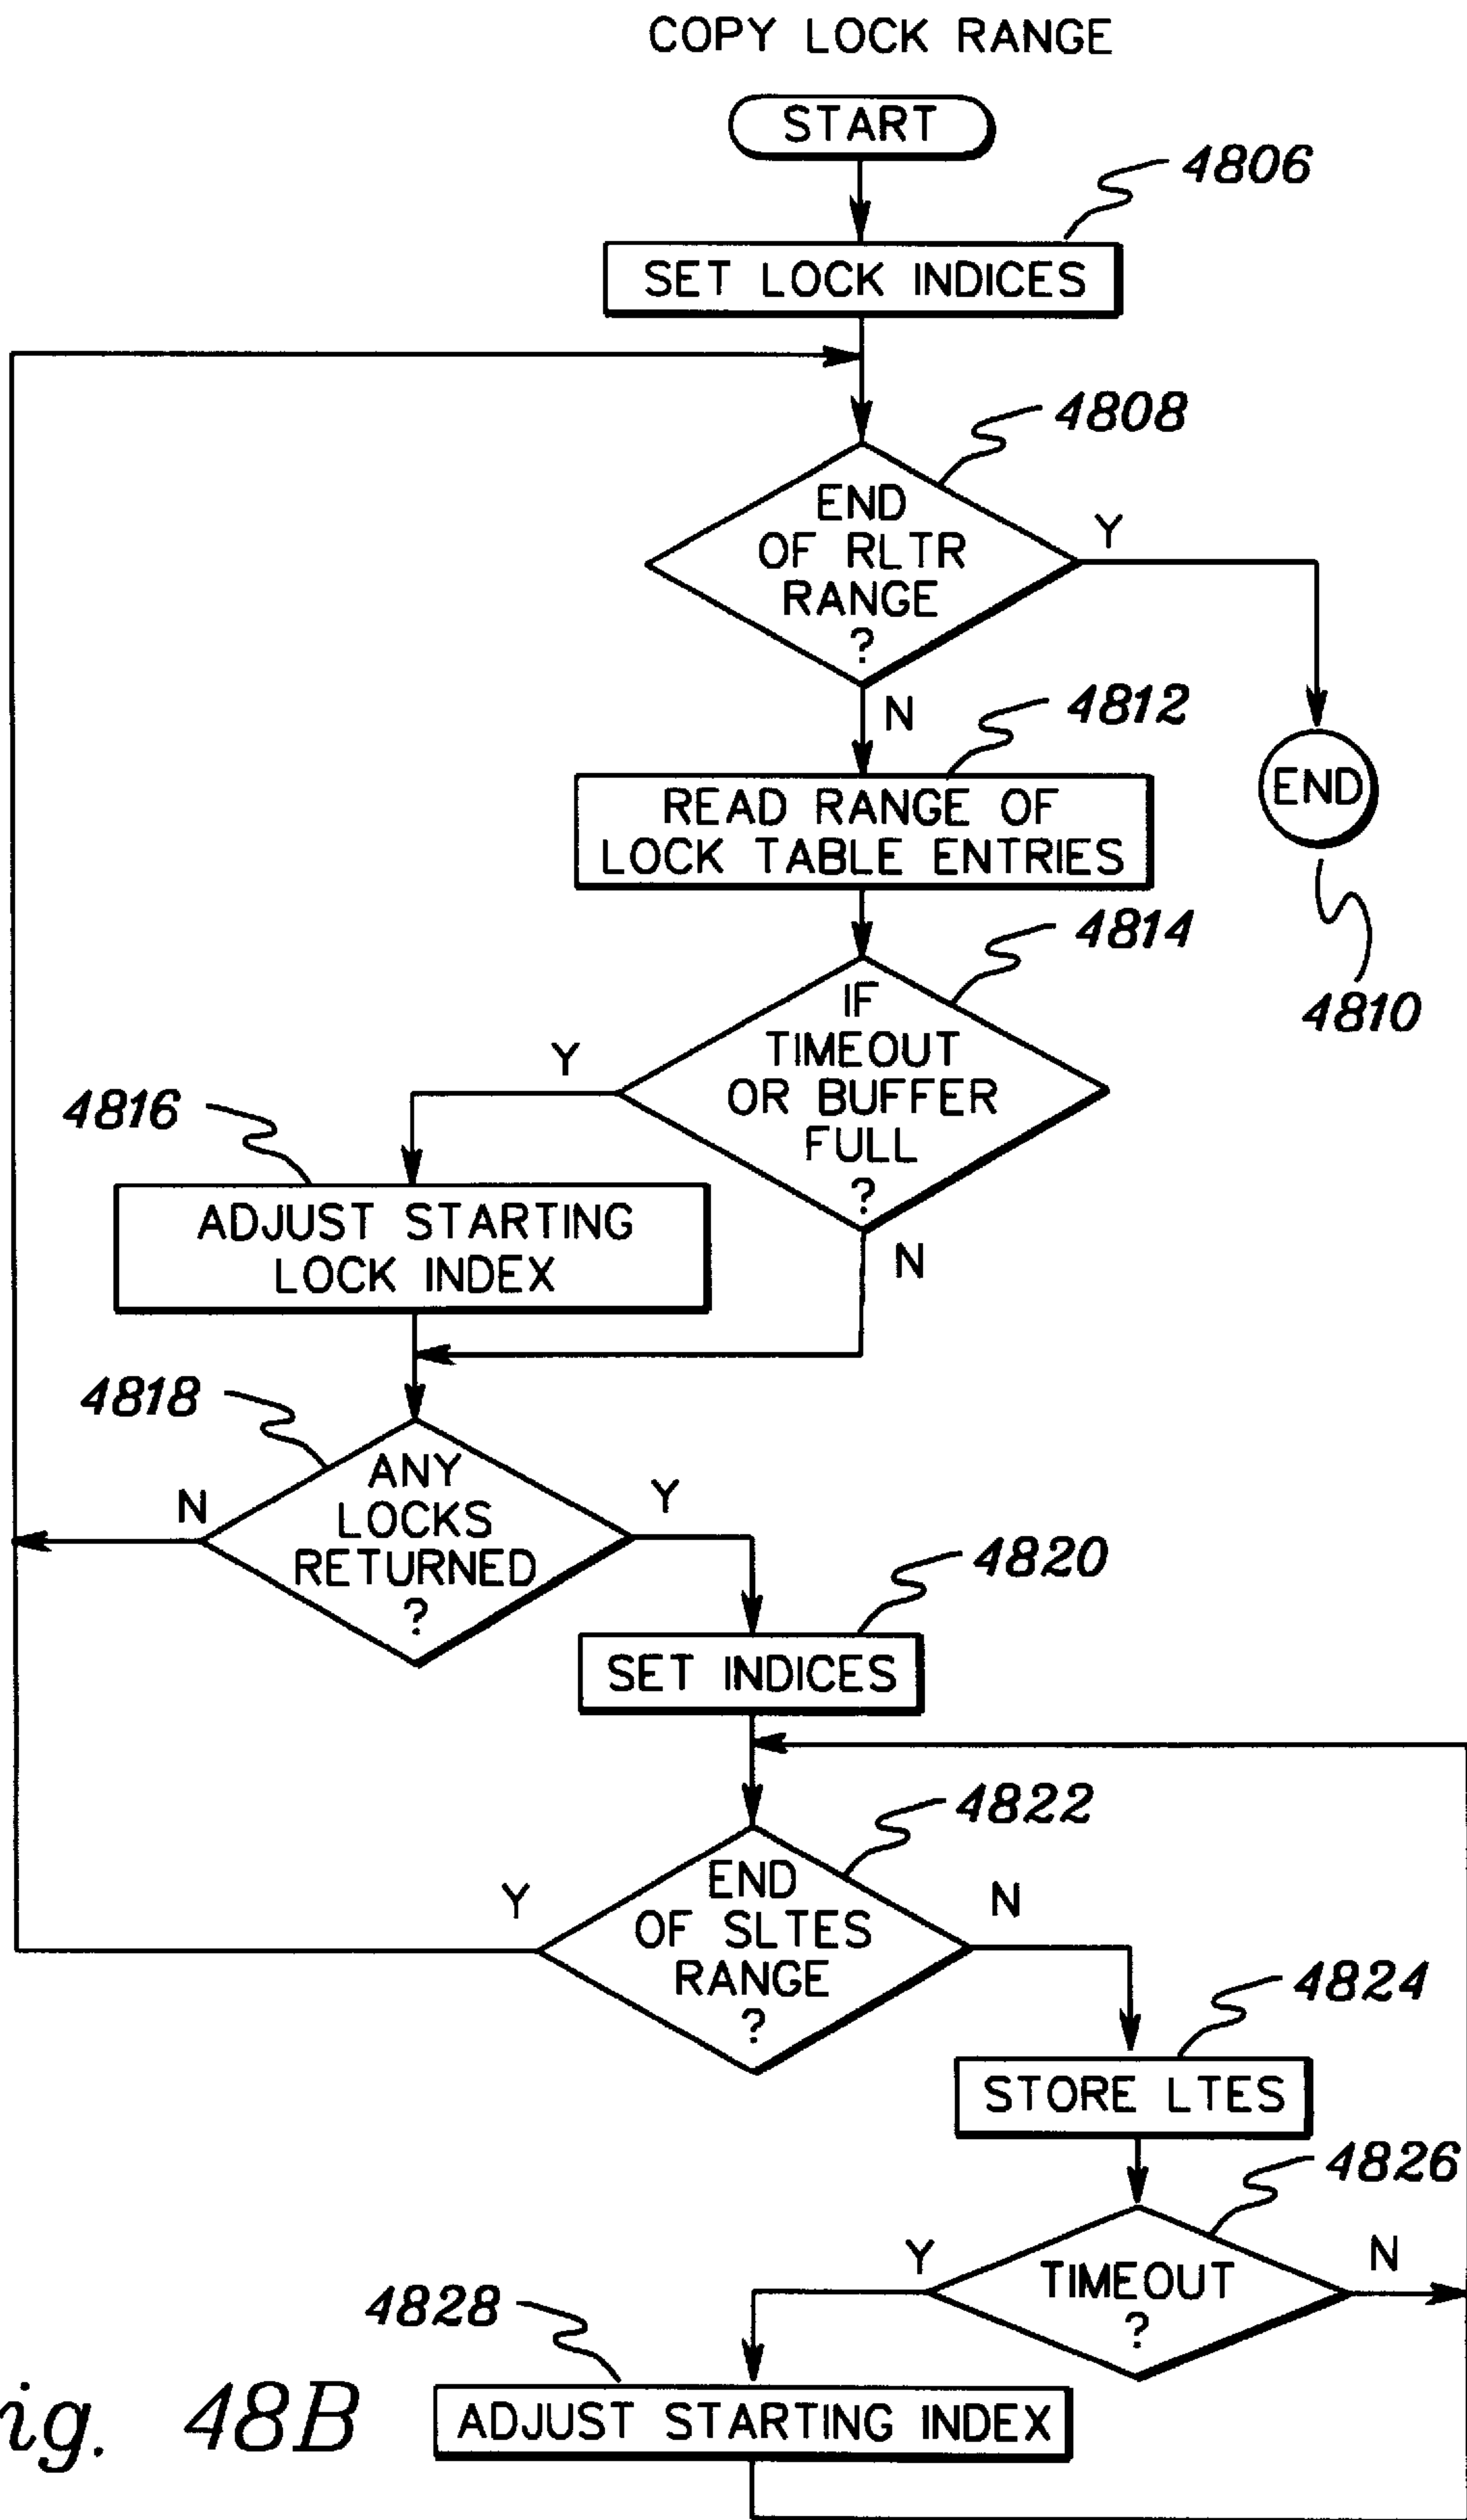 COPY LOCK RANGE
START
4806
SET LOCK INDICES
4808
END
OF RLTR
RANGE
?
Y
N
4812
READ RANGE OF
LOCK TABLE ENTRIES
END
4810
4814
IF
TIMEOUT
OR BUFFER
FULL
?
Y
N
4816
ADJUST STARTING
LOCK INDEX
4818
ANY
LOCKS
RETURNED
?
N
Y
4820
SET INDICES
4822
END
OF SLTES
RANGE
?
Y
N
4824
STORE LTES
4826
TIMEOUT
?
Y
N
4828
ADJUST STARTING INDEX
ig. 48B